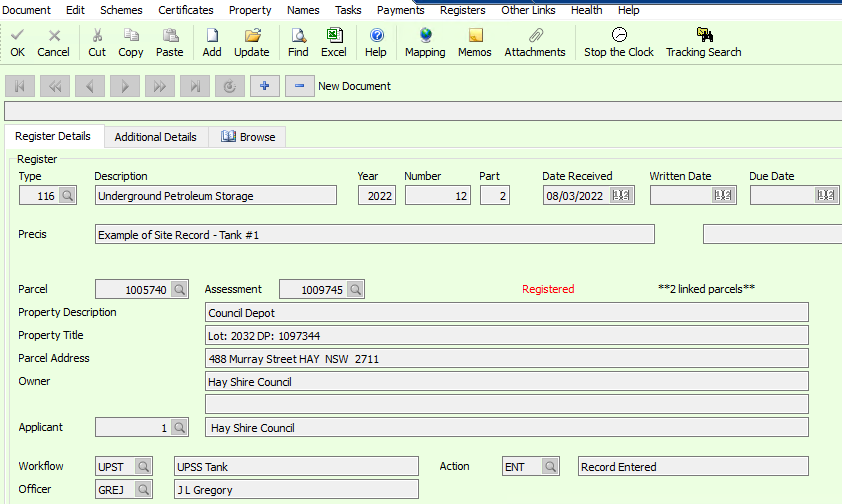 Document Edit Schemes Certificates Property Names Tasks Payments Registers Other Links Health Help
OK Cancel Cut Copy Paste Add Update Find Excel Help Mapping Memos Attachments Stop the Clock Tracking Search
New Document
Register Details Additional Details Browse
Register
Type Description Year Number Part Date Received Written Date Due Date
116 Underground Petroleum Storage 2022 12 2 08/03/2022
Precis Example of Site Record - Tank #1
Parcel 1005740 Assessment 1009745 Registered **2 linked parcels**
Property Description Council Depot
Property Title Lot: 2032 DP: 1097344
Parcel Address 488 Murray Street HAY NSW 2711
Owner Hay Shire Council
Applicant 1 Hay Shire Council
Workflow UPST UPSS Tank Action ENT Record Entered
Officer GREJ J L Gregory